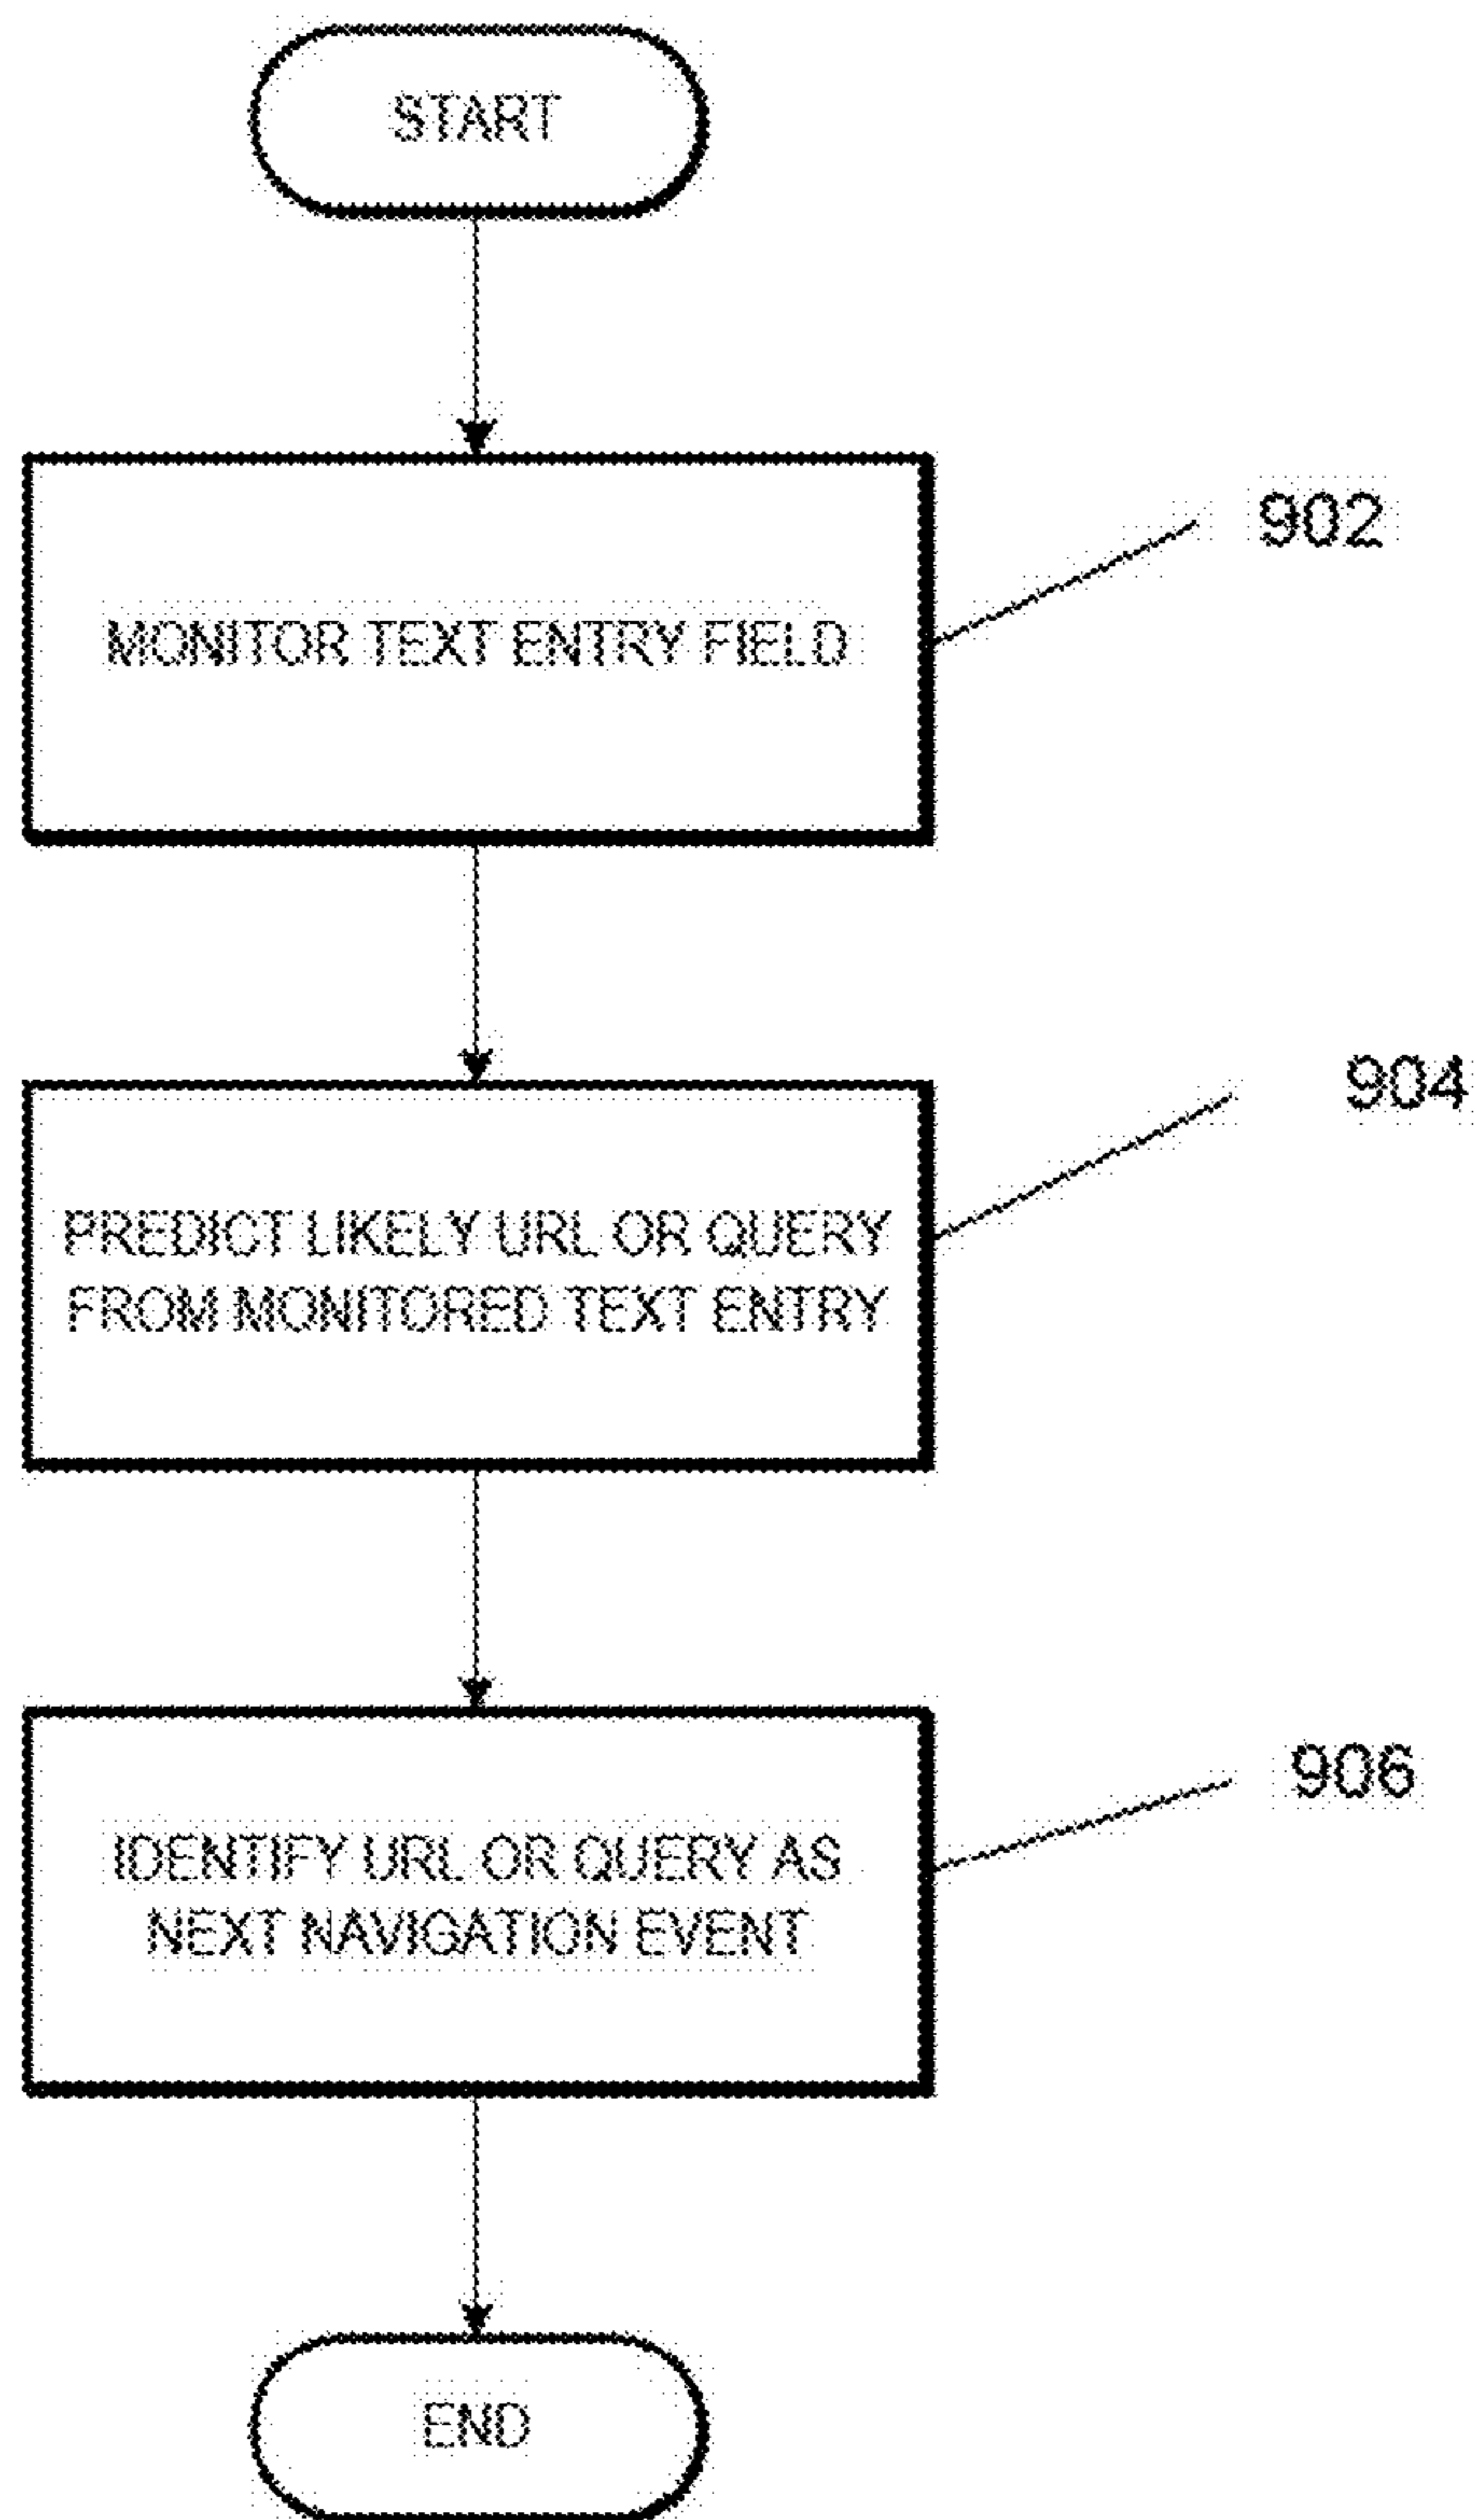 START
MONITOR TEXT ENTRY FIELD
902
904
PREDICT LIKELY URL OR QUERY
FROM MONITORED TEXT ENTRY
906
IDENTIFY URL OR QUERY AS
NEXT NAVIGATION EVENT
END